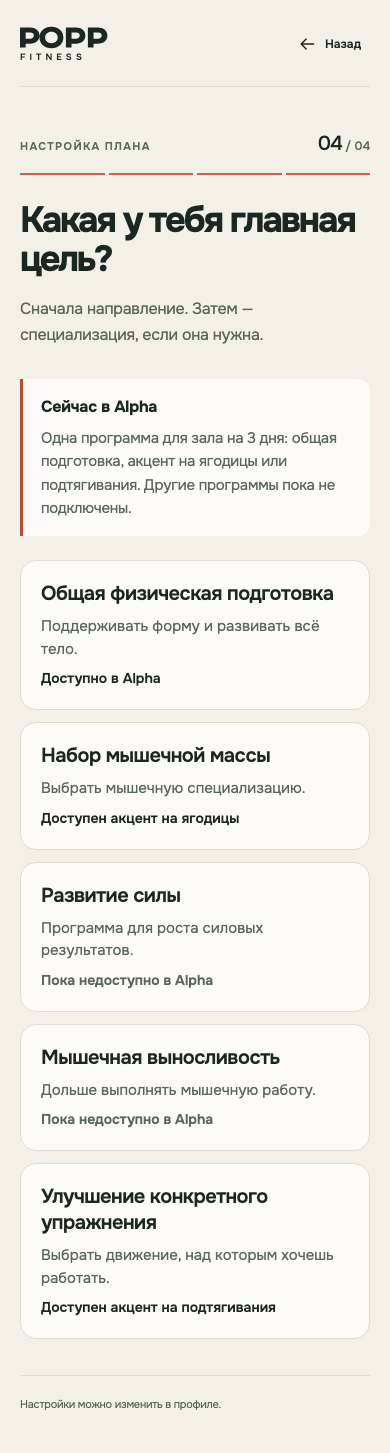 POPP
FITNESS
← Назад
НАСТРОЙКА ПЛАНА
04 / 04
Какая у тебя главная
цель?
Сначала направление. Затем —
специализация, если она нужна.
Сейчас в Alpha
Одна программа для зала на 3 дня: общая
подготовка, акцент на ягодицы или
подтягивания. Другие программы пока не
подключены.
Общая физическая подготовка
Поддерживать форму и развивать всё
тело.
Доступно в Alpha
Набор мышечной массы
Выбрать мышечную специализацию.
Доступен акцент на ягодицы
Развитие силы
Программа для роста силовых
результатов.
Пока недоступно в Alpha
Мышечная выносливость
Дольше выполнять мышечную работу.
Пока недоступно в Alpha
Улучшение конкретного
упражнения
Выбрать движение, над которым хочешь
работать.
Доступен акцент на подтягивания
Настройки можно изменить в профиле.